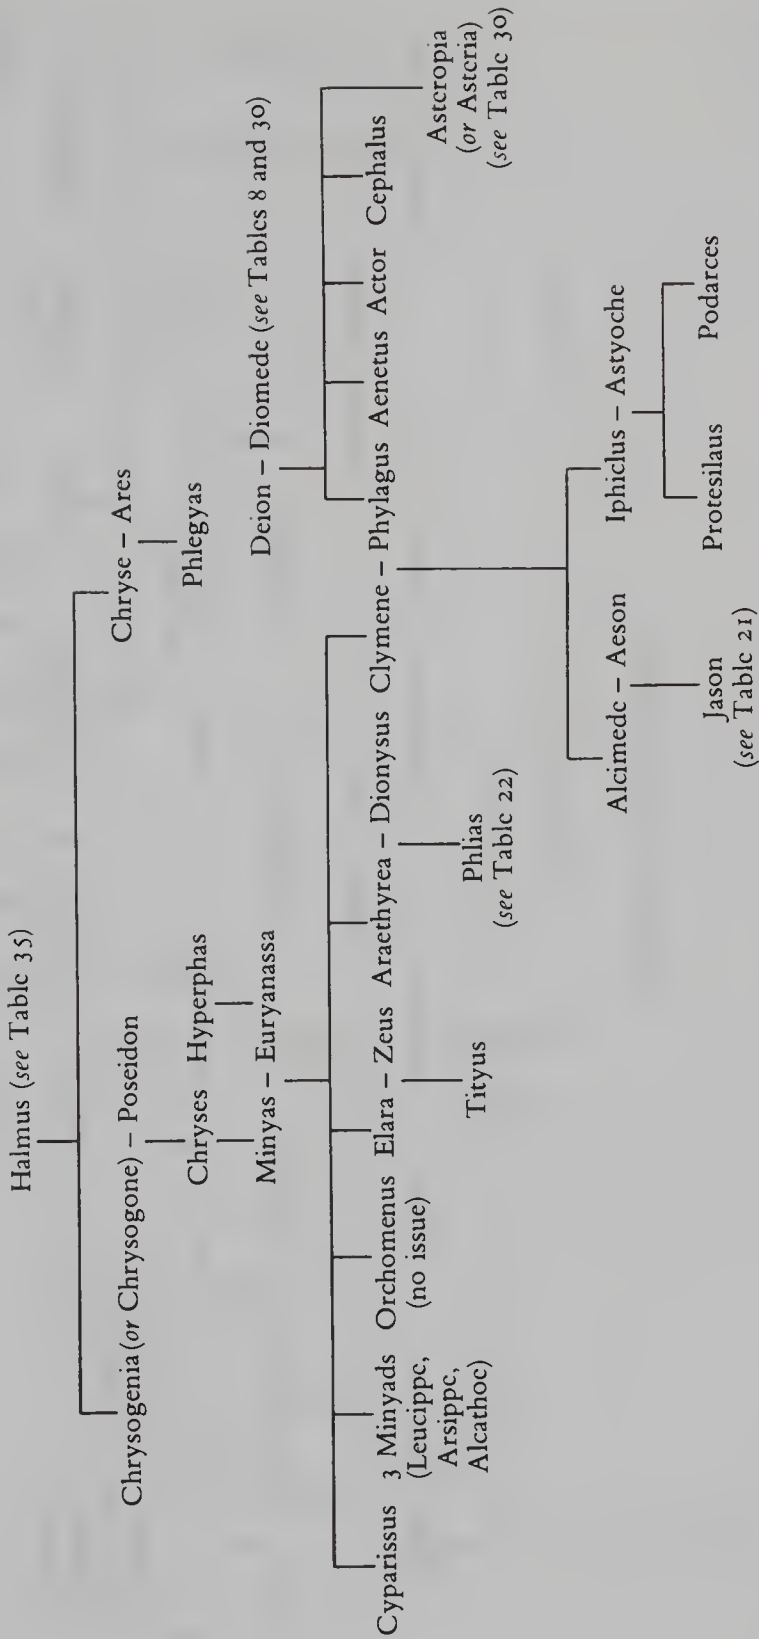 Halmus (see Table 35)
Chrysogenia (or Chrysogone) – Poseidon
Chryse – Ares
Chryses Hyperphas
Phlegyas
Minyas – Euryanassa
Deion – Diomede (see Tables 8 and 30)
Cyparissus
3 Minyads
(Leucippe,
Arsippe,
Alcathoe)
Orchomenus
(no issue)
Elara – Zeus
Araethyrea – Dionysus
Clymene – Phylagus
Aenetus
Actor
Cephalus
Asteropia
(or Asteria)
(see Table 30)
Tityus
Phlias
(see Table 22)
Alcimede – Aeson
Iphiclus – Astyoche
Jason
(see Table 21)
Protesilaus
Podarces